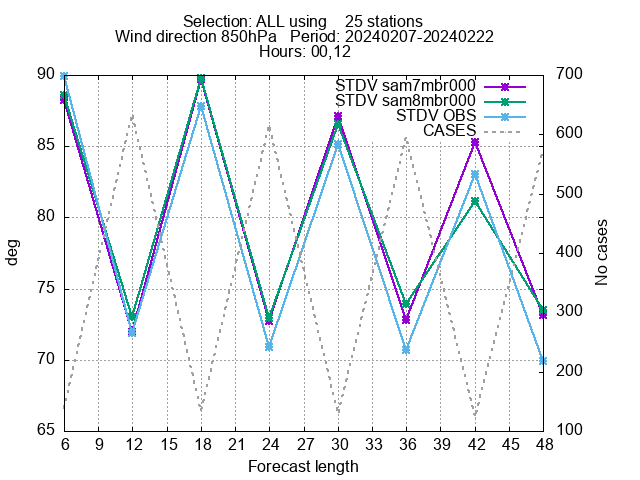 Selection: ALL using    25 stations
Wind direction 850hPa   Period: 20240207-20240222
Hours: 00,12
STDV sam7mbr000
STDV sam8mbr000
STDV OBS
CASES
90
85
80
75
70
65
deg
700
600
500
400
300
200
100
No cases
6 9 12 15 18 21 24 27 30 33 36 39 42 45 48
Forecast length